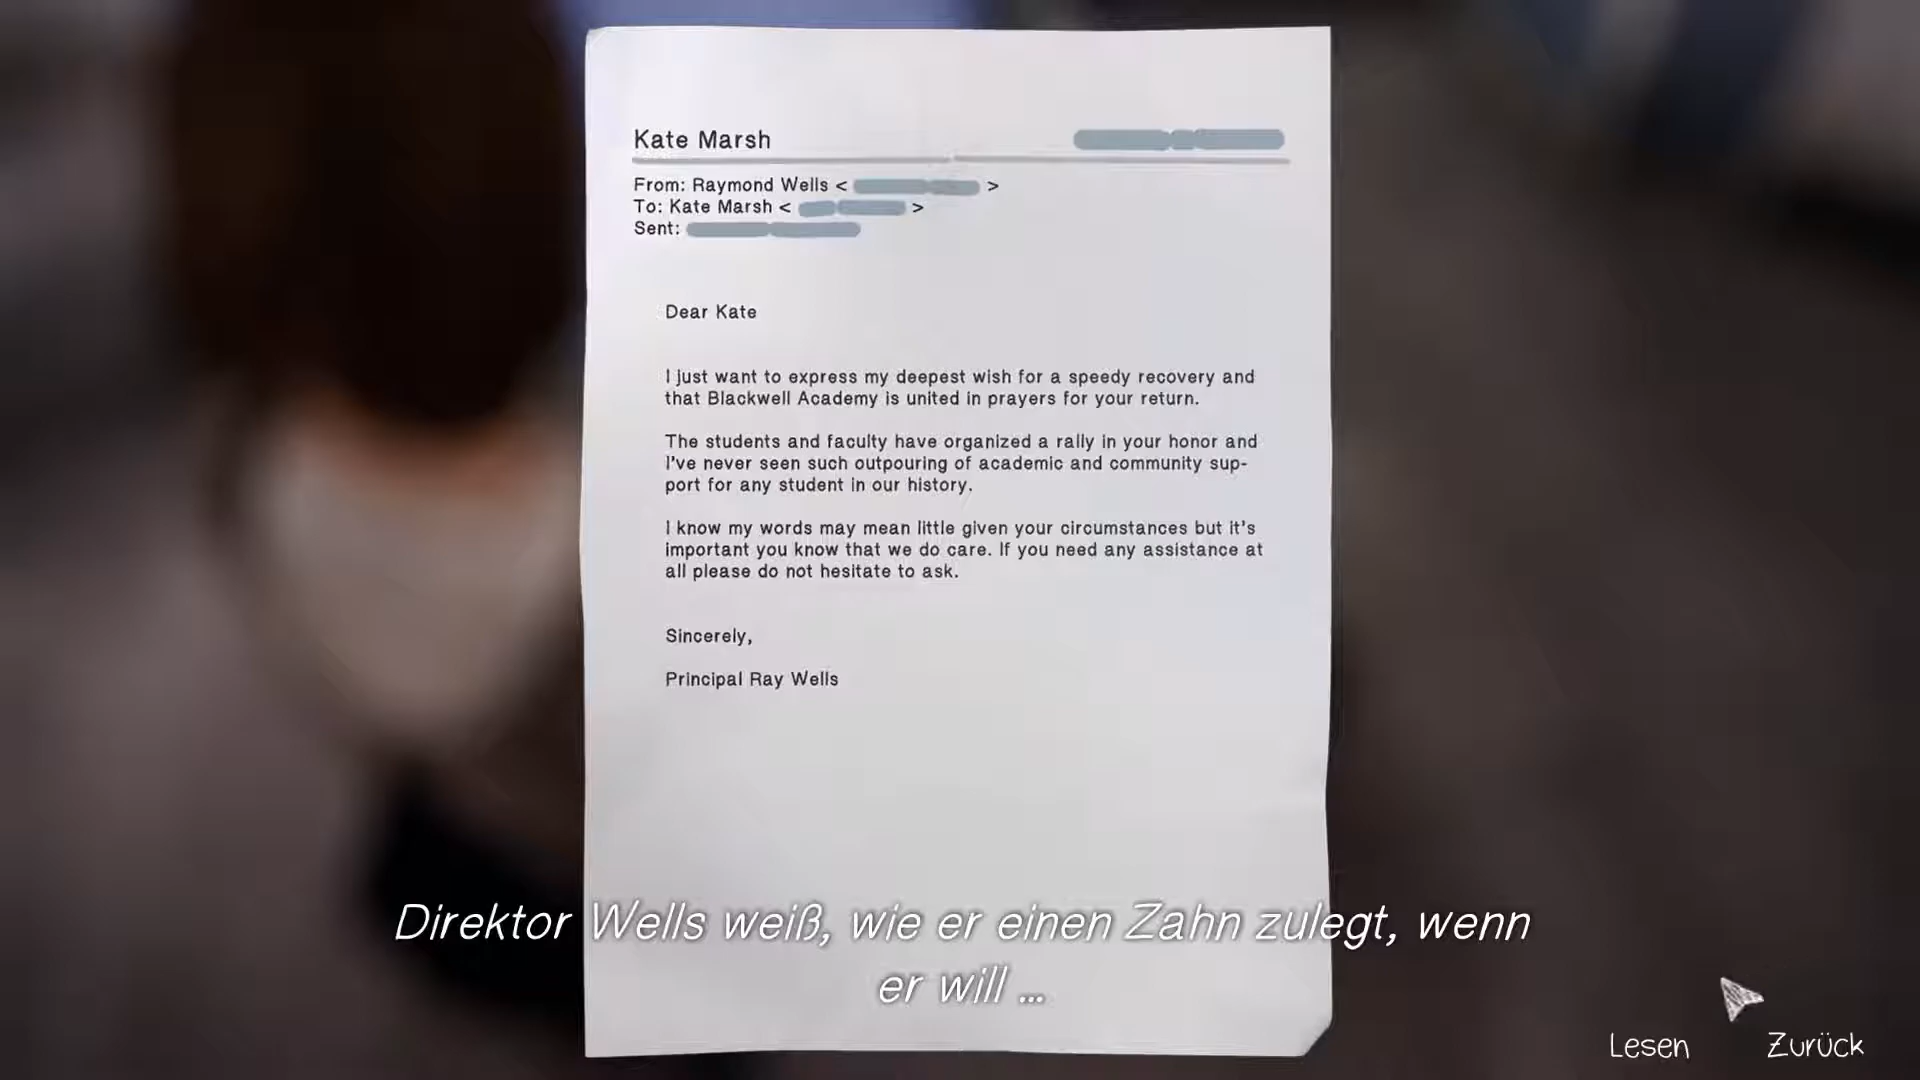 Kate Marsh
From: Raymond Wells < >
To: Kate Marsh < >
Sent:
Dear Kate
I just want to express my deepest wish for a speedy recovery and
that Blackwell Academy is united in prayers for your return.
The students and faculty have organized a rally in your honor and
I've never seen such outpouring of academic and community sup-
port for any student in our history.
I know my words may mean little given your circumstances but it's
important you know that we do care. If you need any assistance at
all please do not hesitate to ask.
Sincerely,
Principal Ray Wells
Direktor Wells weiß, wie er einen Zahn zulegt, wenn
er will ...
Lesen Zurück